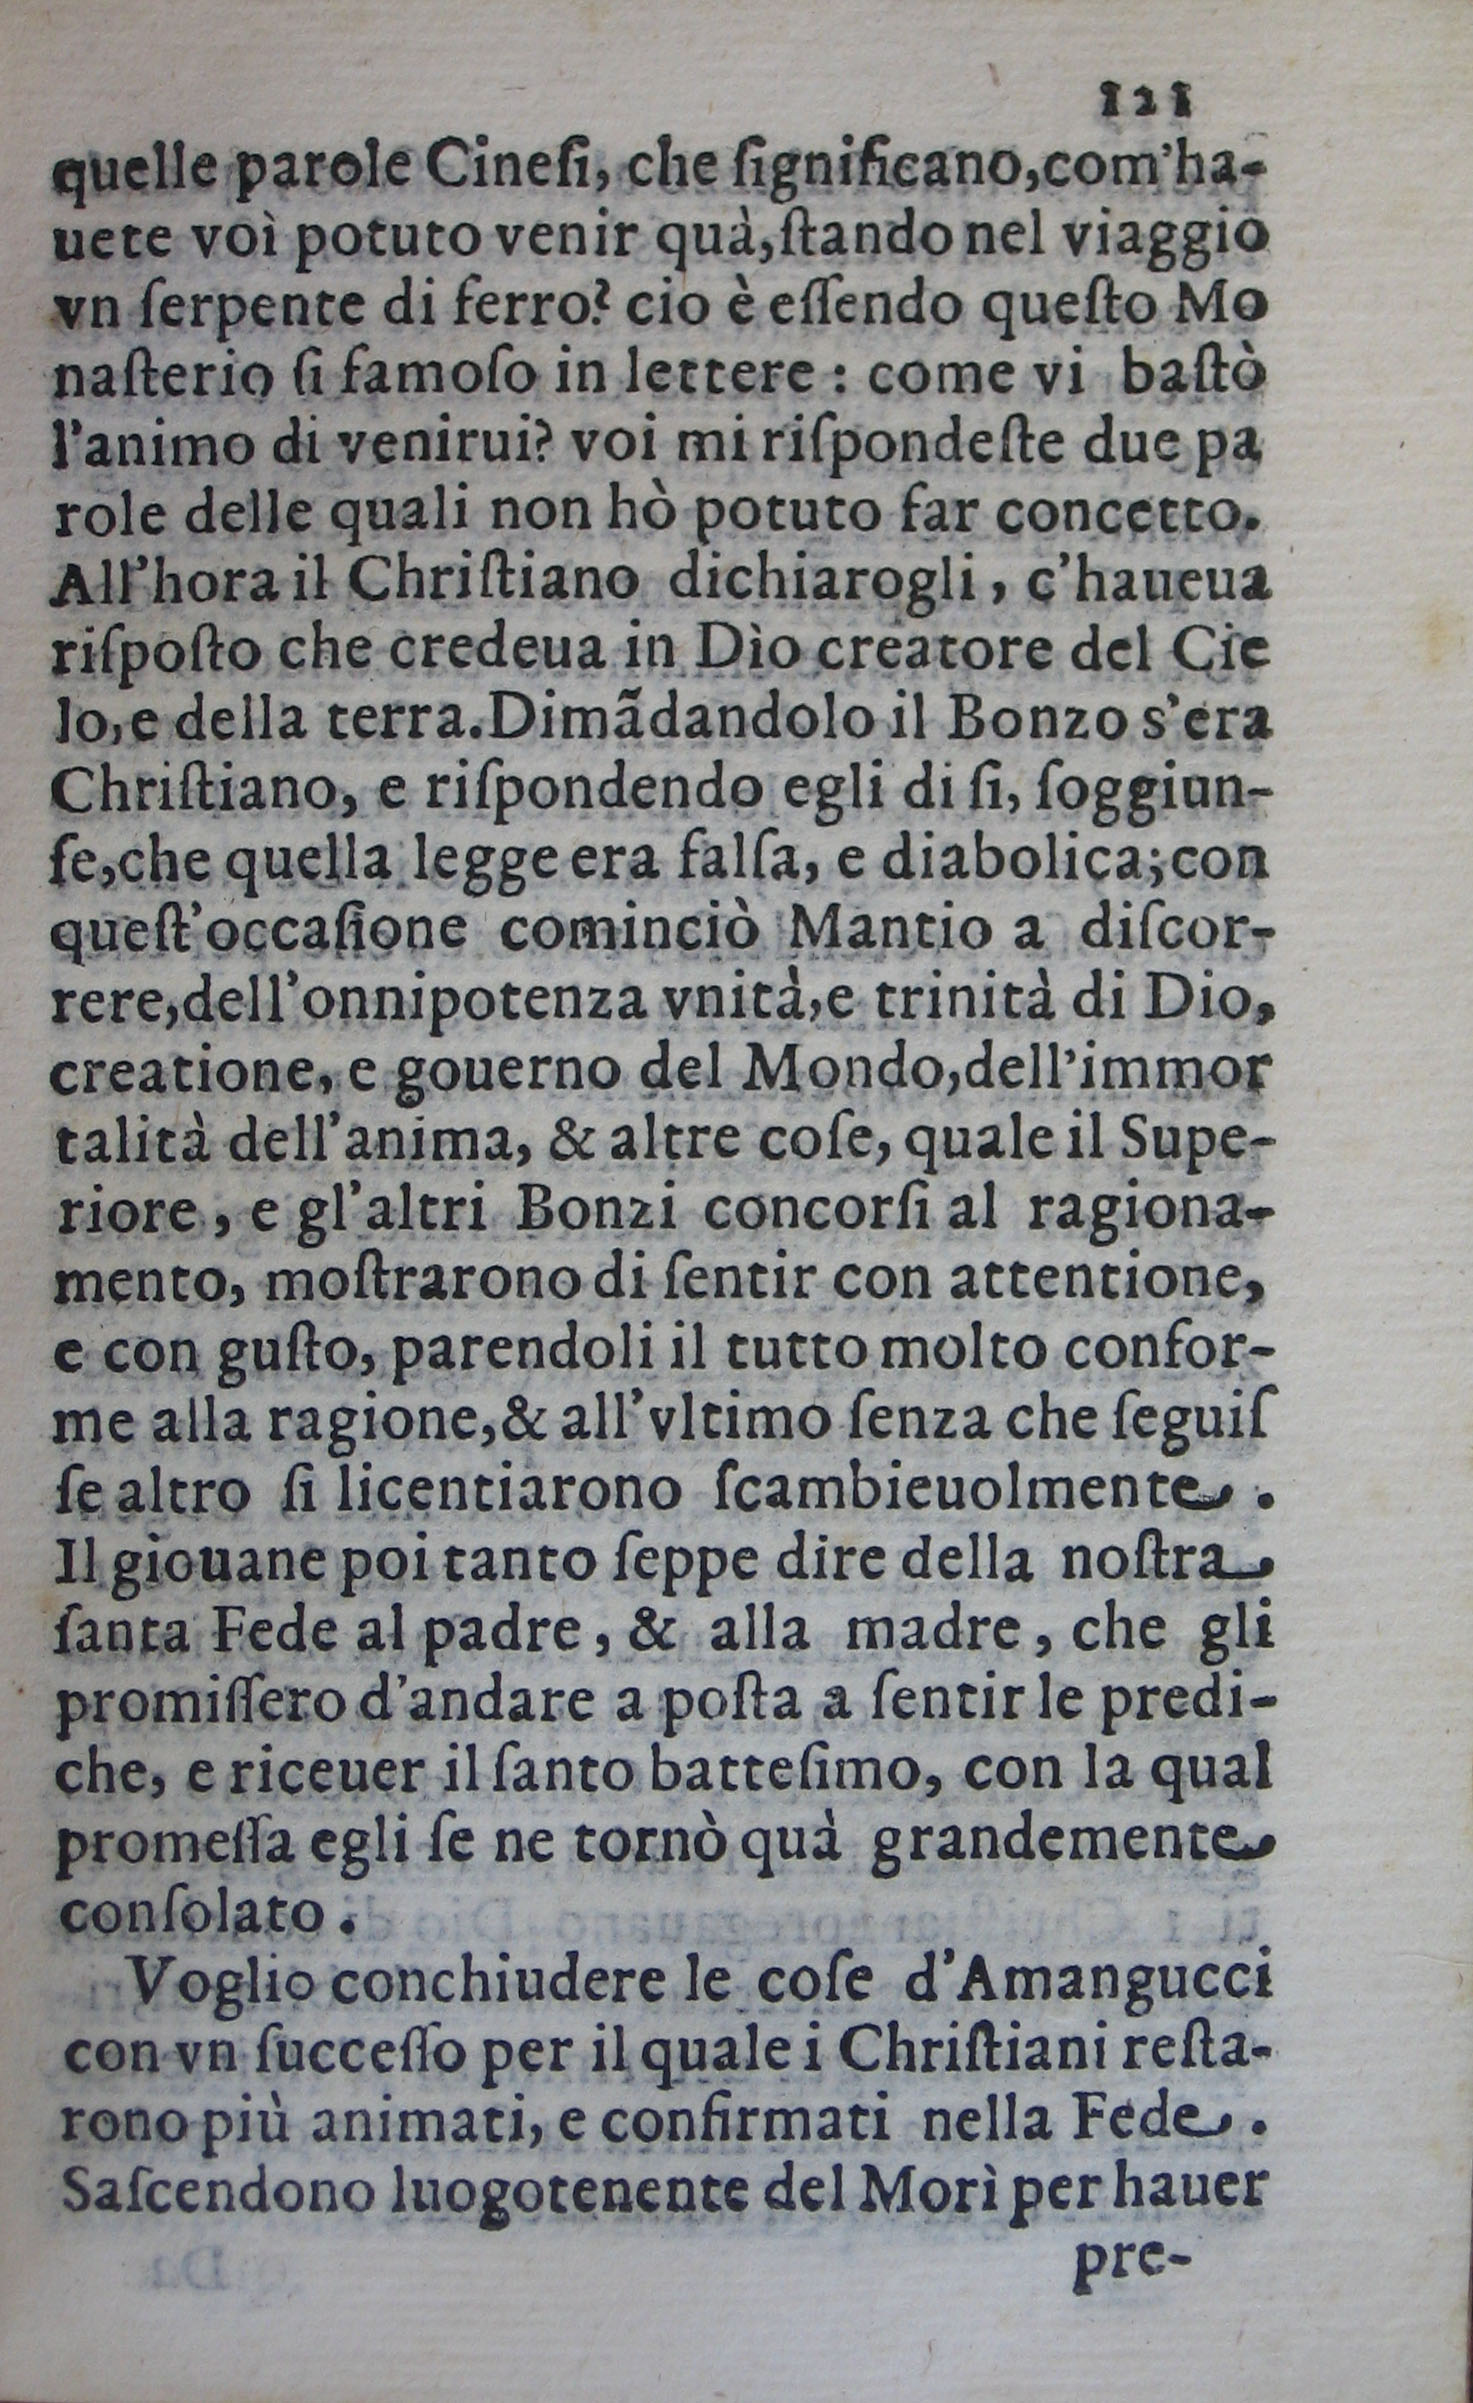 121
quelle parole Cineſi, che ſignificano,com'ha-
uete voì potuto venir quà,ſtando nel viaggio
vn ſerpente di ferro? cio è eſſendo queſto Mo
naſterio ſi famoſo in lettere : come vi baſtò
l'animo di venirui? voi mi riſpondeſte due pa
role delle quali non hò potuto far concetto.
All'hora il Chriſtiano dichiarogli, c'haueua
riſpoſto che credeua in Dìo creatore del Cie
lo,e della terra.Dimãdandolo il Bonzo s'era
Chriſtiano, e riſpondendo egli di ſi, ſoggiun-
ſe,che quella legge era falſa, e diabolica;con
queſt'occaſione cominciò Mantio a diſcor-
rere,dell'onnipotenza vnità,e trinità di Dio,
creatione, e gouerno del Mondo,dell'immor
talità dell'anima, & altre coſe, quale il Supe-
riore, e gl'altri Bonzi concorſi al ragiona-
mento, moſtrarono di ſentir con attentione,
e con guſto, parendoli il tutto molto confor-
me alla ragione,& all'vltimo ſenza che ſeguiſ
ſe altro ſi licentiarono ſcambieuolmente.
Il giouane poi tanto ſeppe dire della noſtra
ſanta Fede al padre, & alla madre, che gli
promiſſero d'andare a poſta a ſentir le predi-
che, e riceuer il ſanto batteſimo, con la qual
promeſſa egli ſe ne tornò quà grandemente
conſolato.
Voglio conchiudere le coſe d'Amangucci
con vn ſucceſſo per il quale i Chriſtiani reſta-
rono più animati, e confirmati nella Fede.
Saſcendono luogotenente del Morì per hauer
pre-